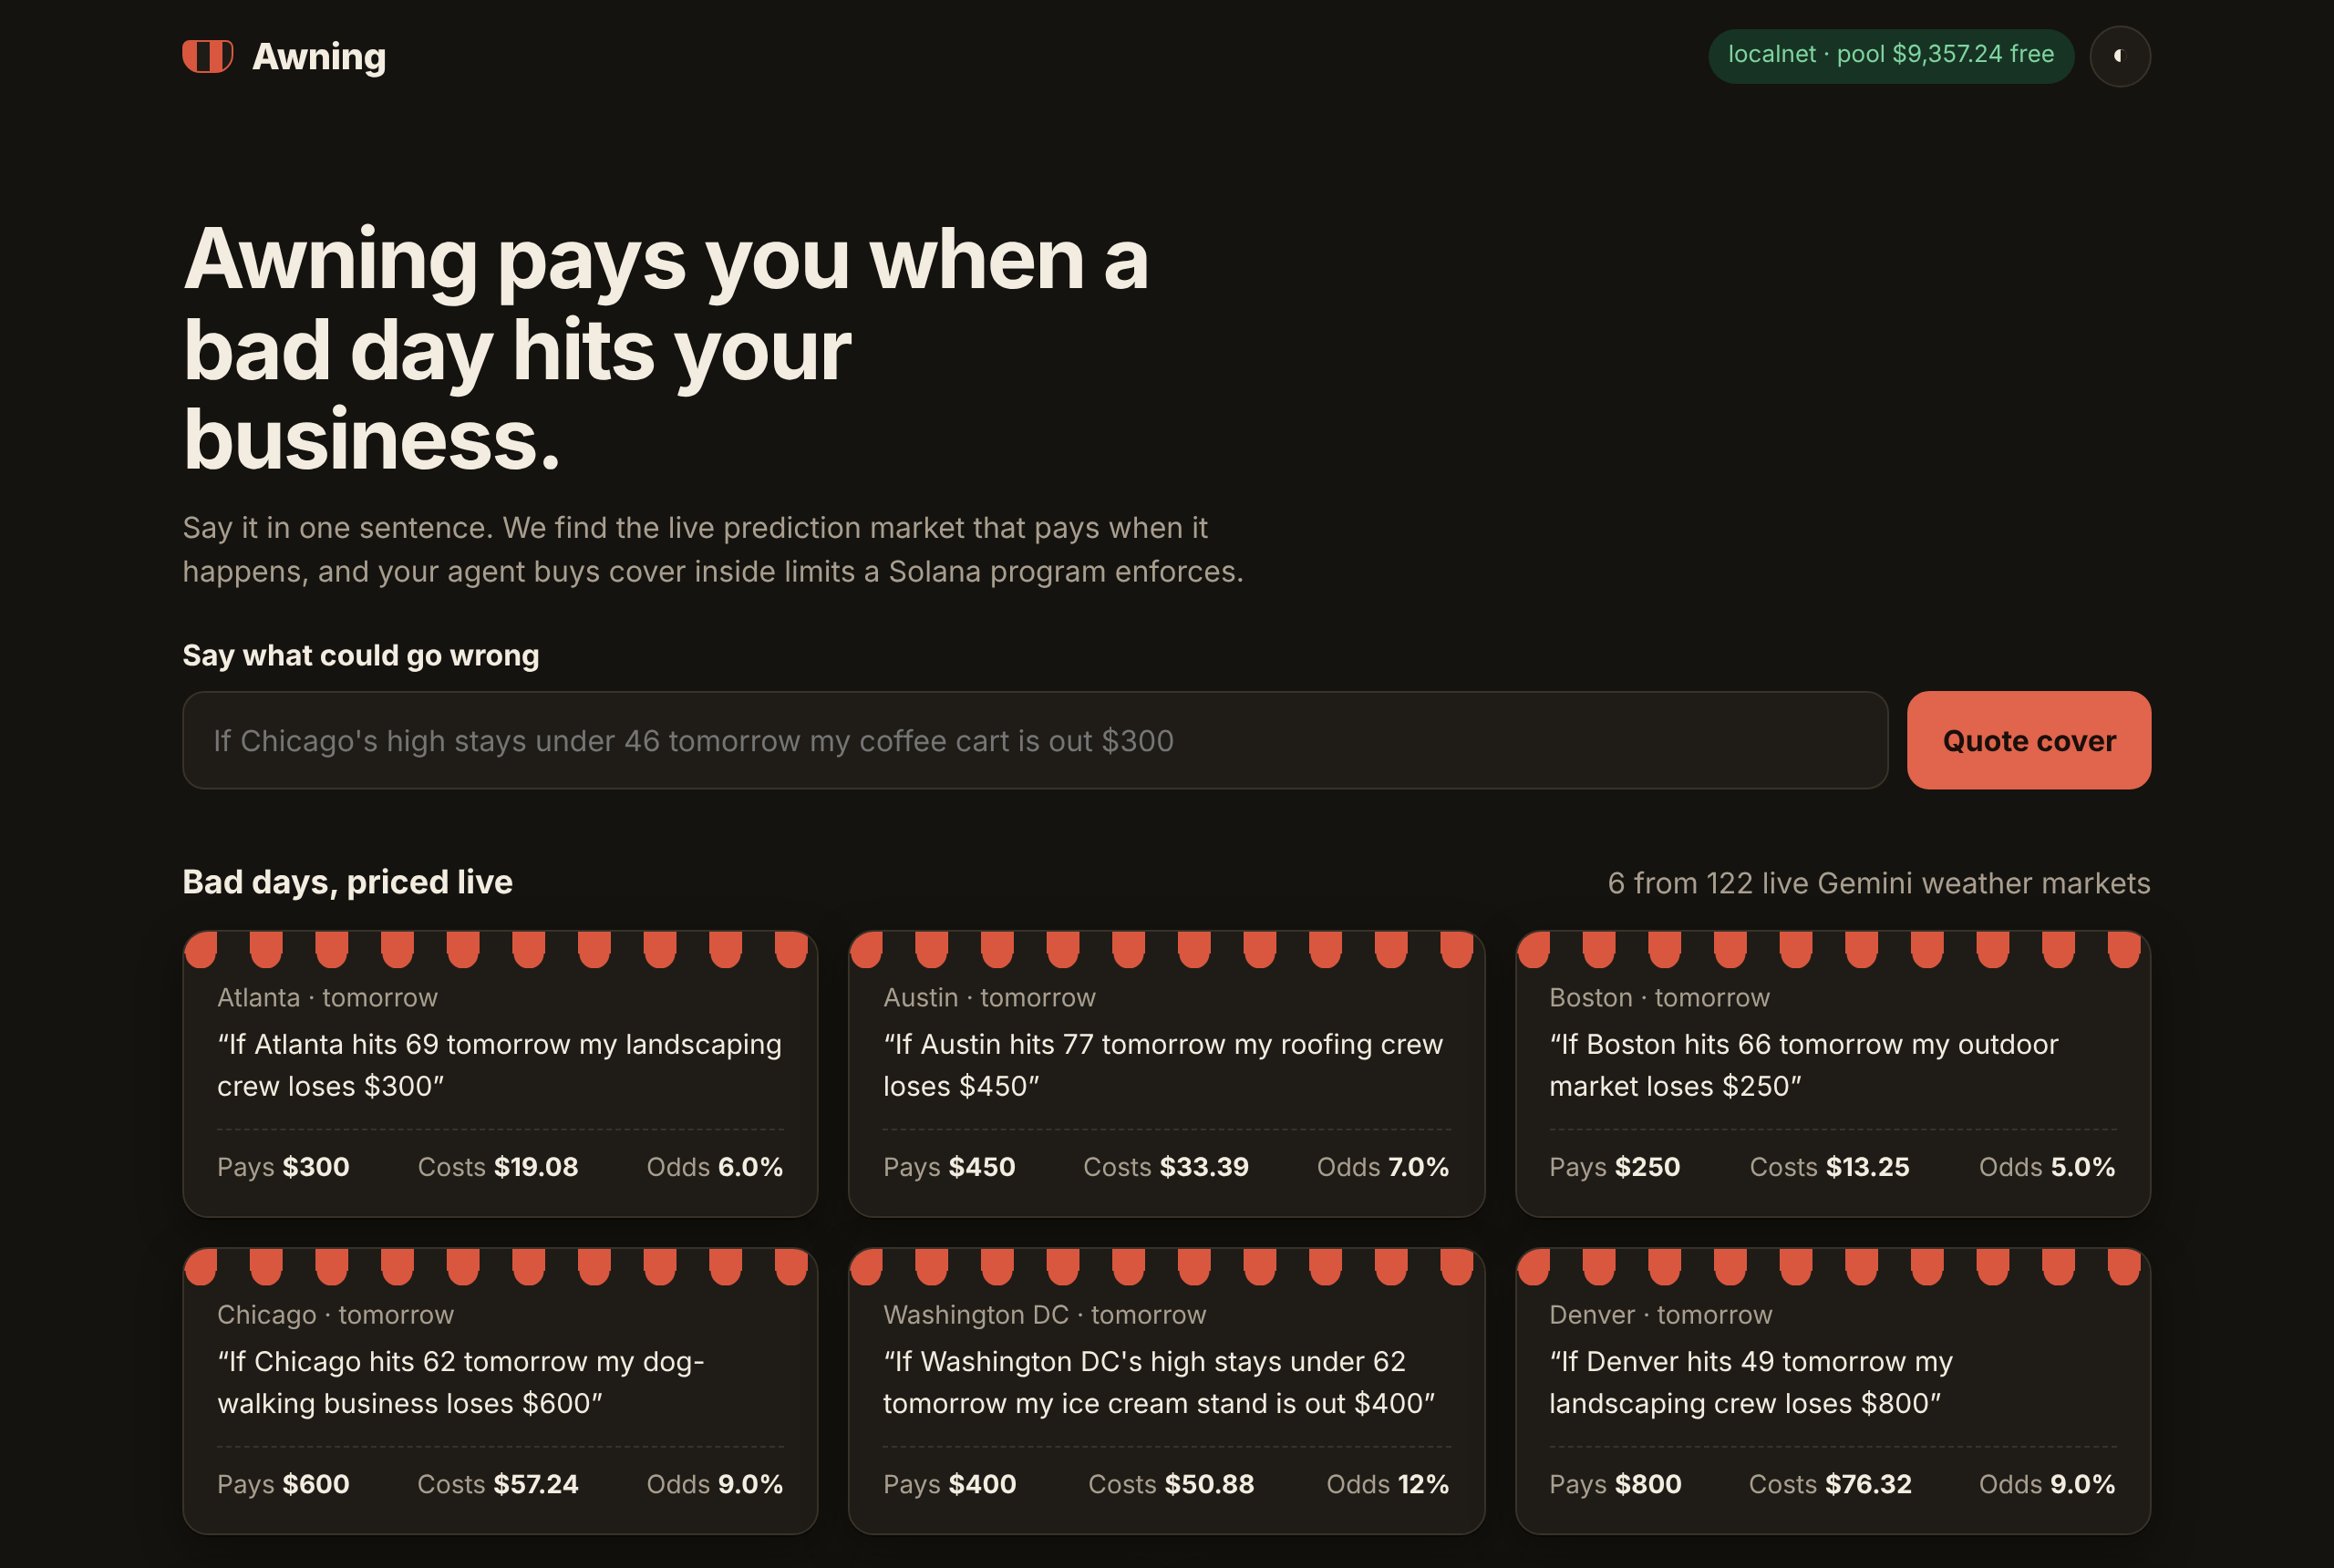 Awning
localnet · pool $9,357.24 free
Awning pays you when a
bad day hits your
business.
Say it in one sentence. We find the live prediction market that pays when it
happens, and your agent buys cover inside limits a Solana program enforces.
Say what could go wrong
If Chicago's high stays under 46 tomorrow my coffee cart is out $300
Quote cover
Bad days, priced live
6 from 122 live Gemini weather markets
Atlanta · tomorrow
“If Atlanta hits 69 tomorrow my landscaping
crew loses $300”
Pays $300 Costs $19.08 Odds 6.0%
Austin · tomorrow
“If Austin hits 77 tomorrow my roofing crew
loses $450”
Pays $450 Costs $33.39 Odds 7.0%
Boston · tomorrow
“If Boston hits 66 tomorrow my outdoor
market loses $250”
Pays $250 Costs $13.25 Odds 5.0%
Chicago · tomorrow
“If Chicago hits 62 tomorrow my dog-
walking business loses $600”
Pays $600 Costs $57.24 Odds 9.0%
Washington DC · tomorrow
“If Washington DC's high stays under 62
tomorrow my ice cream stand is out $400”
Pays $400 Costs $50.88 Odds 12%
Denver · tomorrow
“If Denver hits 49 tomorrow my
landscaping crew loses $800”
Pays $800 Costs $76.32 Odds 9.0%